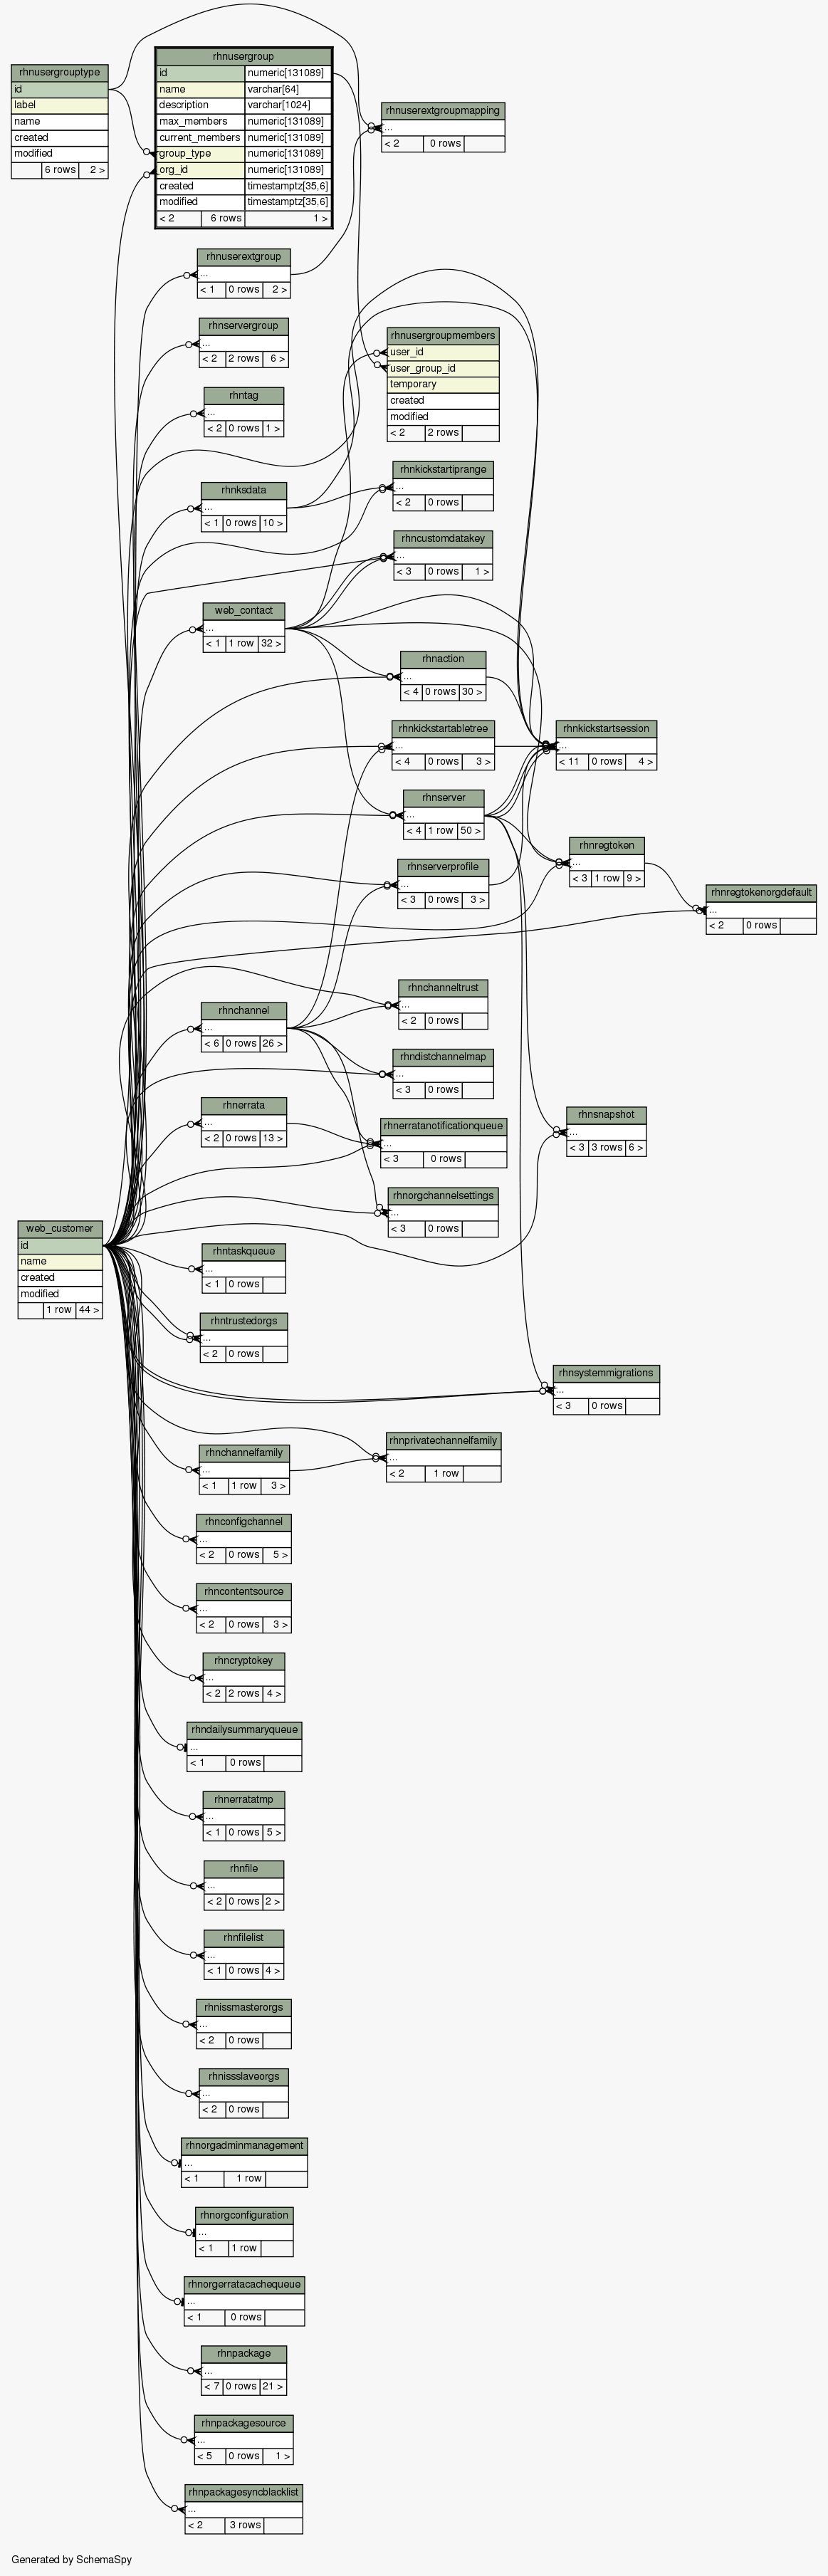 rhnusergrouptype
id
label
name
created
modified
6 rows 2 >
rhnusergroup
id numeric[131089]
name varchar[64]
description varchar[1024]
max_members numeric[131089]
current_members numeric[131089]
group_type numeric[131089]
org_id numeric[131089]
created timestamptz[35,6]
modified timestamptz[35,6]
< 2 6 rows 1 >
rhnuserextgroupmapping
...
< 2 0 rows
rhnuserextgroup
...
< 1 0 rows 2 >
rhnservergroup
...
< 2 2 rows 6 >
rhnusergroupmembers
user_id
user_group_id
temporary
created
modified
< 2 2 rows
rhntag
...
< 2 0 rows 1 >
rhnkickstartiprange
...
< 2 0 rows
rhnksdata
...
< 1 0 rows 10 >
rhncustomdatakey
...
< 3 0 rows 1 >
web_contact
...
< 1 1 row 32 >
rhnaction
...
< 4 0 rows 30 >
rhnkickstartabletree
...
< 4 0 rows 3 >
rhnkickstartsession
...
< 11 0 rows 4 >
rhnserver
...
< 4 1 row 50 >
rhnregtoken
...
< 3 1 row 9 >
rhnserverprofile
...
< 3 0 rows 3 >
rhnregtokenorgdefault
...
< 2 0 rows
rhnchanneltrust
...
< 2 0 rows
rhnchannel
...
< 6 0 rows 26 >
rhndistchannelmap
...
< 3 0 rows
rhnerrata
...
< 2 0 rows 13 >
rhnsnapshot
...
< 3 3 rows 6 >
rhnerratanotificationqueue
...
< 3 0 rows
rhnorgchannelsettings
...
< 3 0 rows
web_customer
id
name
created
modified
1 row 44 >
rhntaskqueue
...
< 1 0 rows
rhntrustedorgs
...
< 2 0 rows
rhnsystemmigrations
...
< 3 0 rows
rhnprivatechannelfamily
...
< 2 1 row
rhnchannelfamily
...
< 1 1 row 3 >
rhnconfigchannel
...
< 2 0 rows 5 >
rhncontentsource
...
< 2 0 rows 3 >
rhncryptokey
...
< 2 2 rows 4 >
rhndailysummaryqueue
...
< 1 0 rows
rhnerratatmp
...
< 1 0 rows 5 >
rhnfile
...
< 2 0 rows 2 >
rhnfilelist
...
< 1 0 rows 4 >
rhnissmasterorgs
...
< 2 0 rows
rhnissslaveorgs
...
< 2 0 rows
rhnorgadminmanagement
...
< 1 1 row
rhnorgconfiguration
...
< 1 1 row
rhnorgerratacachequeue
...
< 1 0 rows
rhnpackage
...
< 7 0 rows 21 >
rhnpackagesource
...
< 5 0 rows 1 >
rhnpackagesyncblacklist
...
< 2 3 rows
Generated by SchemaSpy